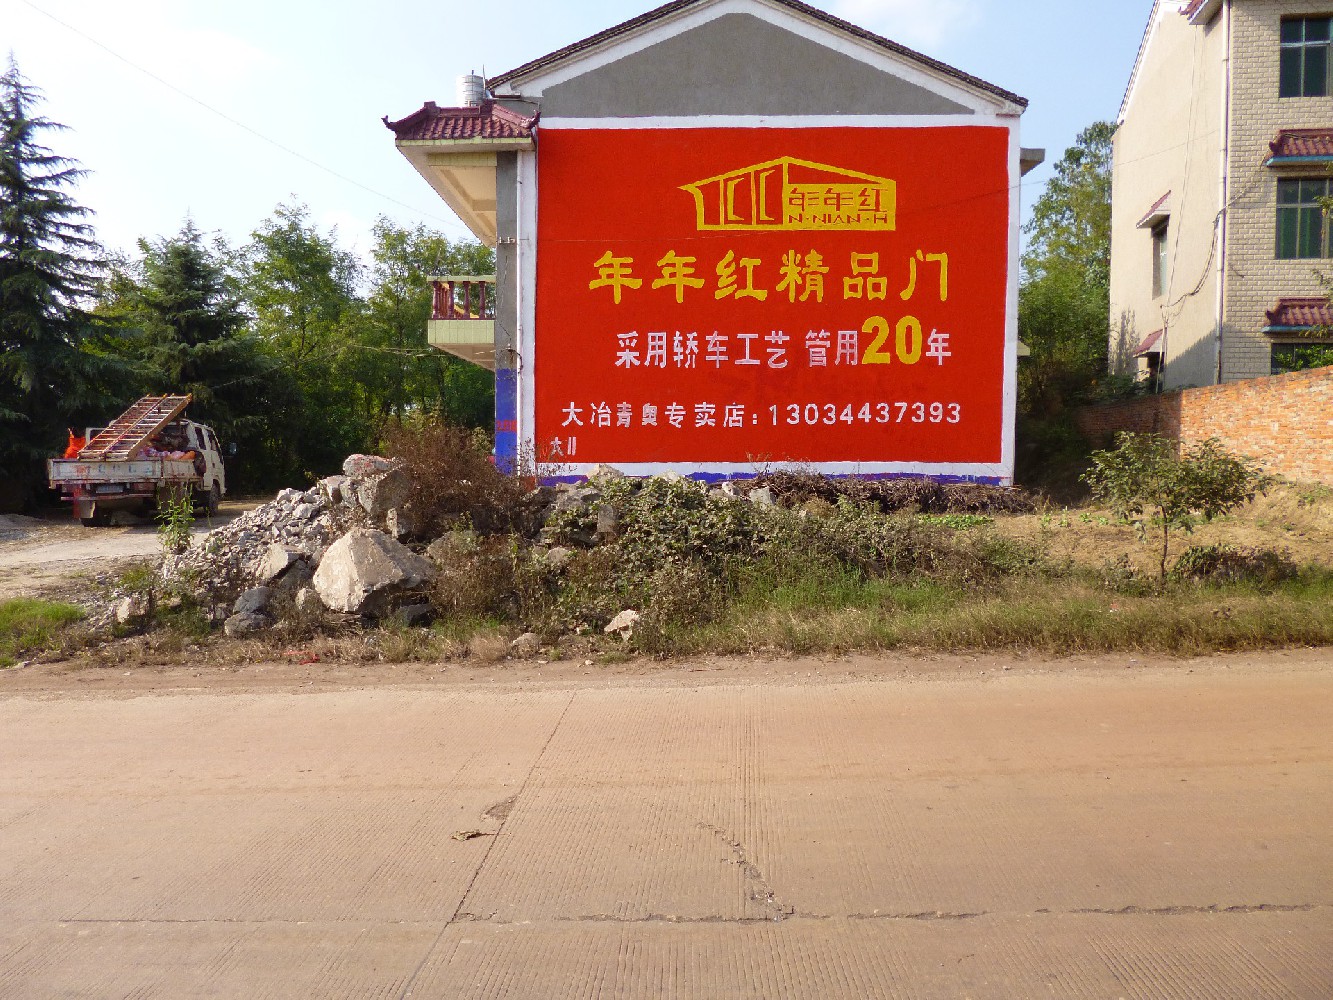 年年红
N·NIAN·H
年年红精品门
采用轿车工艺 管用20年
大冶青奥专卖店：13034437393